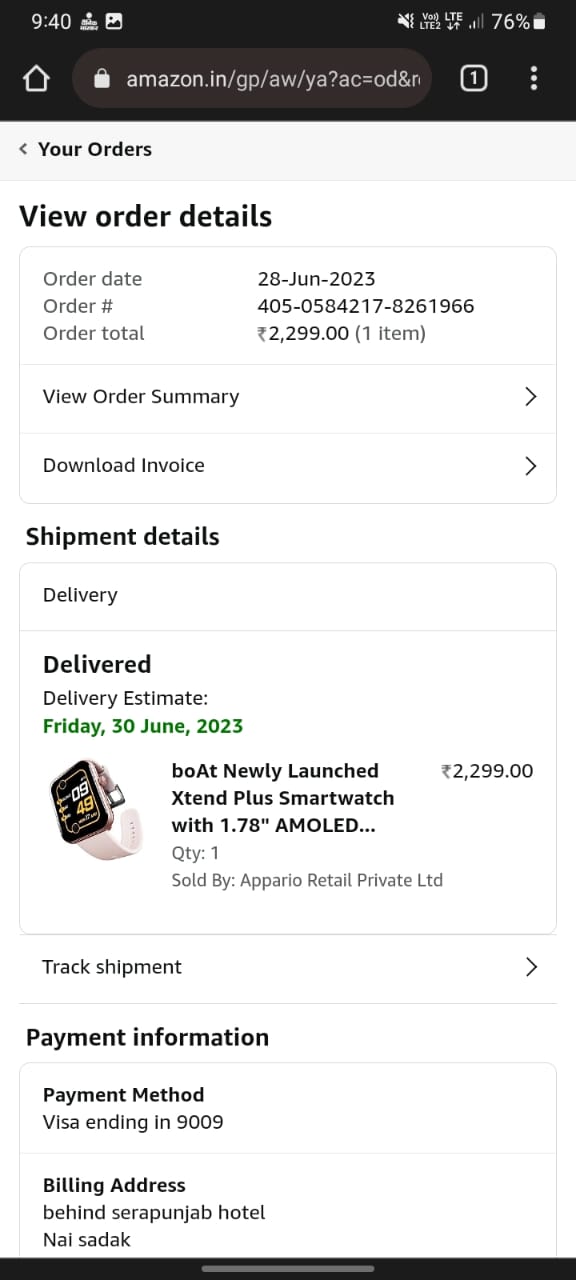 9:40
Vo)) LTE
LTE2
76%
amazon.in/gp/aw/ya?ac=od&r
1
Your Orders
View order details
Order date 28-Jun-2023
Order # 405-0584217-8261966
Order total ₹2,299.00 (1 item)
View Order Summary
Download Invoice
Shipment details
Delivery
Delivered
Delivery Estimate:
Friday, 30 June, 2023
09
49
boAt Newly Launched ₹2,299.00
Xtend Plus Smartwatch
with 1.78" AMOLED...
Qty: 1
Sold By: Appario Retail Private Ltd
Track shipment
Payment information
Payment Method
Visa ending in 9009
Billing Address
behind serapunjab hotel
Nai sadak